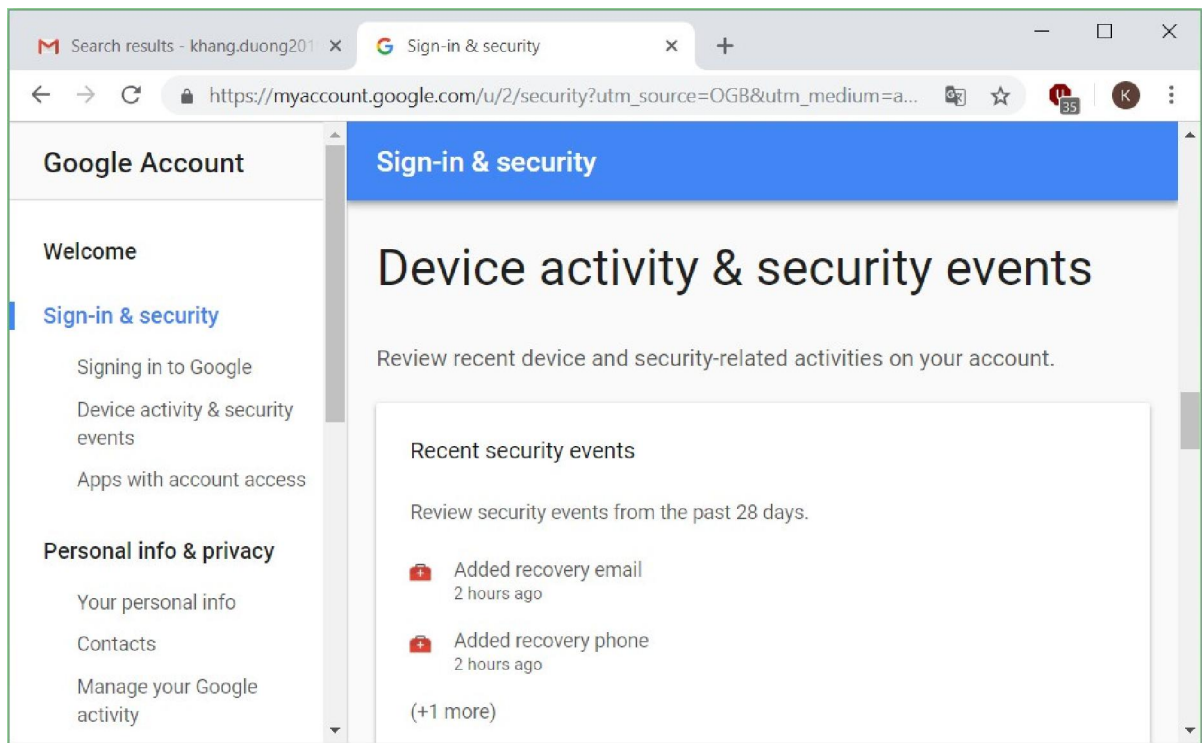 Search results - khang.duong201
Sign-in & security
https://myaccount.google.com/u/2/security?utm_source=OGB&utm_medium=a...
35
K
Google Account
Welcome
Sign-in & security
Signing in to Google
Device activity & security
events
Apps with account access
Personal info & privacy
Your personal info
Contacts
Manage your Google
activity
Sign-in & security
Device activity & security events
Review recent device and security-related activities on your account.
Recent security events
Review security events from the past 28 days.
Added recovery email
2 hours ago
Added recovery phone
2 hours ago
(+1 more)